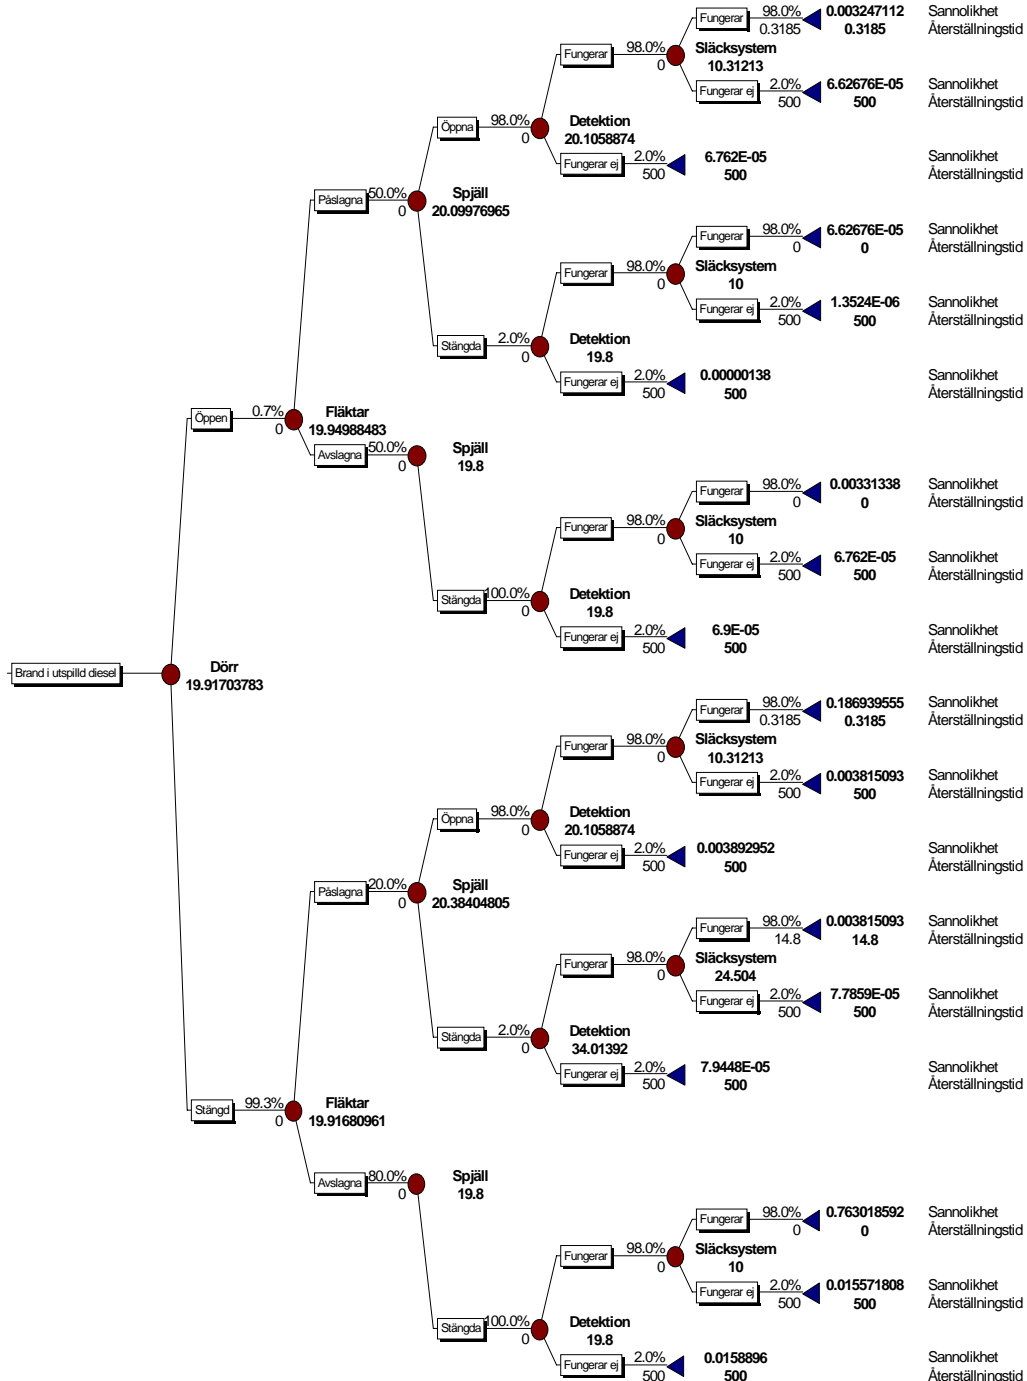 Fungerar 98.0% 0.003247112 Sannolikhet
0.3185 0.3185 Återställningstid
Fungerar 98.0% Släcksystem
0 10.31213
Fungerar ej 2.0% 6.62676E-05 Sannolikhet
500 500 Återställningstid
Öppna 98.0% Detektion
0 20.1058874
Fungerar ej 2.0% 6.762E-05 Sannolikhet
500 500 Återställningstid
Påslagna 50.0% Spjäll
0 20.09976965
Fungerar 98.0% 6.62676E-05 Sannolikhet
0 0 Återställningstid
Fungerar 98.0% Släcksystem
0 10
Fungerar ej 2.0% 1.3524E-06 Sannolikhet
500 500 Återställningstid
Stängda 2.0% Detektion
0 19.8
Fungerar ej 2.0% 0.00000138 Sannolikhet
500 500 Återställningstid
Öppen 0.7% Fläktar
0 19.94988483
Avslagna 50.0% Spjäll
0 19.8
Fungerar 98.0% 0.00331338 Sannolikhet
0 0 Återställningstid
Fungerar 98.0% Släcksystem
0 10
Fungerar ej 2.0% 6.762E-05 Sannolikhet
500 500 Återställningstid
Stängda 100.0% Detektion
0 19.8
Fungerar ej 2.0% 6.9E-05 Sannolikhet
500 500 Återställningstid
Brand i utspilld diesel Dörr
19.91703783
Fungerar 98.0% 0.186939555 Sannolikhet
0.3185 0.3185 Återställningstid
Fungerar 98.0% Släcksystem
0 10.31213
Fungerar ej 2.0% 0.003815093 Sannolikhet
500 500 Återställningstid
Öppna 98.0% Detektion
0 20.1058874
Fungerar ej 2.0% 0.003892952 Sannolikhet
500 500 Återställningstid
Påslagna 20.0% Spjäll
0 20.38404805
Fungerar 98.0% 0.003815093 Sannolikhet
14.8 14.8 Återställningstid
Fungerar 98.0% Släcksystem
0 24.504
Fungerar ej 2.0% 7.7859E-05 Sannolikhet
500 500 Återställningstid
Stängda 2.0% Detektion
0 34.01392
Fungerar ej 2.0% 7.9448E-05 Sannolikhet
500 500 Återställningstid
Stängd 99.3% Fläktar
0 19.91680961
Avslagna 80.0% Spjäll
0 19.8
Fungerar 98.0% 0.763018592 Sannolikhet
0 0 Återställningstid
Fungerar 98.0% Släcksystem
0 10
Fungerar ej 2.0% 0.015571808 Sannolikhet
500 500 Återställningstid
Stängda 100.0% Detektion
0 19.8
Fungerar ej 2.0% 0.0158896 Sannolikhet
500 500 Återställningstid